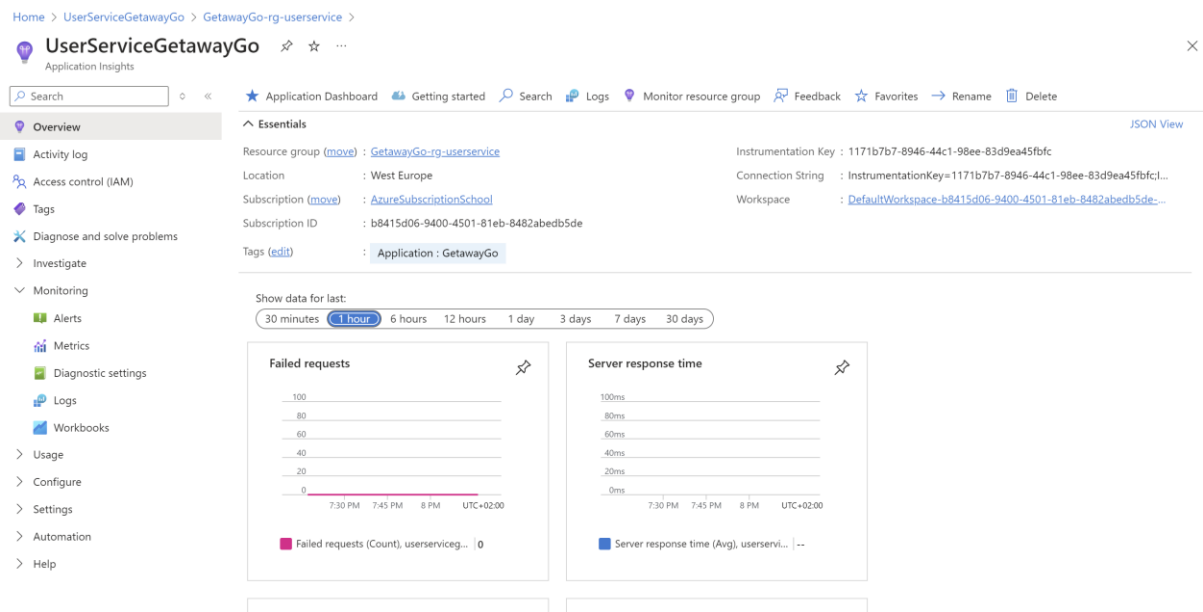 Home > UserServiceGetawayGo > GetawayGo-rg-userservice >
UserServiceGetawayGo ...
Application Insights
Search
Application Dashboard Getting started Search Logs Monitor resource group Feedback Favorites Rename Delete
Overview
Activity log
Access control (IAM)
Tags
Diagnose and solve problems
Investigate
Monitoring
Alerts
Metrics
Diagnostic settings
Logs
Workbooks
Usage
Configure
Settings
Automation
Help
Essentials
JSON View
Resource group (move) : GetawayGo-rg-userservice
Location : West Europe
Subscription (move) : AzureSubscriptionSchool
Subscription ID : b8415d06-9400-4501-81eb-8482abedb5de
Tags (edit) : Application : GetawayGo
Instrumentation Key : 1171b7b7-8946-44c1-98ee-83d9ea45fbfc
Connection String : InstrumentationKey=1171b7b7-8946-44c1-98ee-83d9ea45fbfc;I...
Workspace : DefaultWorkspace-b8415d06-9400-4501-81eb-8482abedb5de-...
Show data for last:
30 minutes 1 hour 6 hours 12 hours 1 day 3 days 7 days 30 days
Failed requests
100
80
60
40
20
0
7:30 PM 7:45 PM 8 PM UTC+02:00
Failed requests (Count), userserviceg... 0
Server response time
100ms
80ms
60ms
40ms
20ms
0ms
7:30 PM 7:45 PM 8 PM UTC+02:00
Server response time (Avg), userservi... --